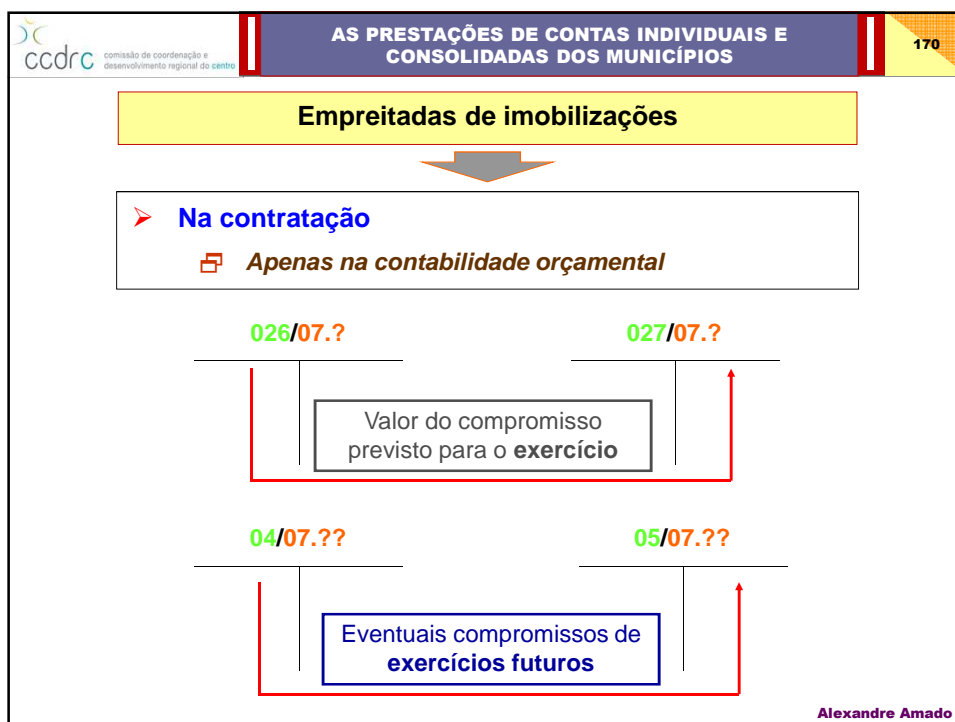 ccdrc
comissão de coordenação e
desenvolvimento regional do centro
AS PRESTAÇÕES DE CONTAS INDIVIDUAIS E
CONSOLIDADAS DOS MUNICÍPIOS
170
Empreitadas de imobilizações
Na contratação
Apenas na contabilidade orçamental
026/07.?
027/07.?
Valor do compromisso
previsto para o exercício
04/07.??
05/07.??
Eventuais compromissos de
exercícios futuros
Alexandre Amado